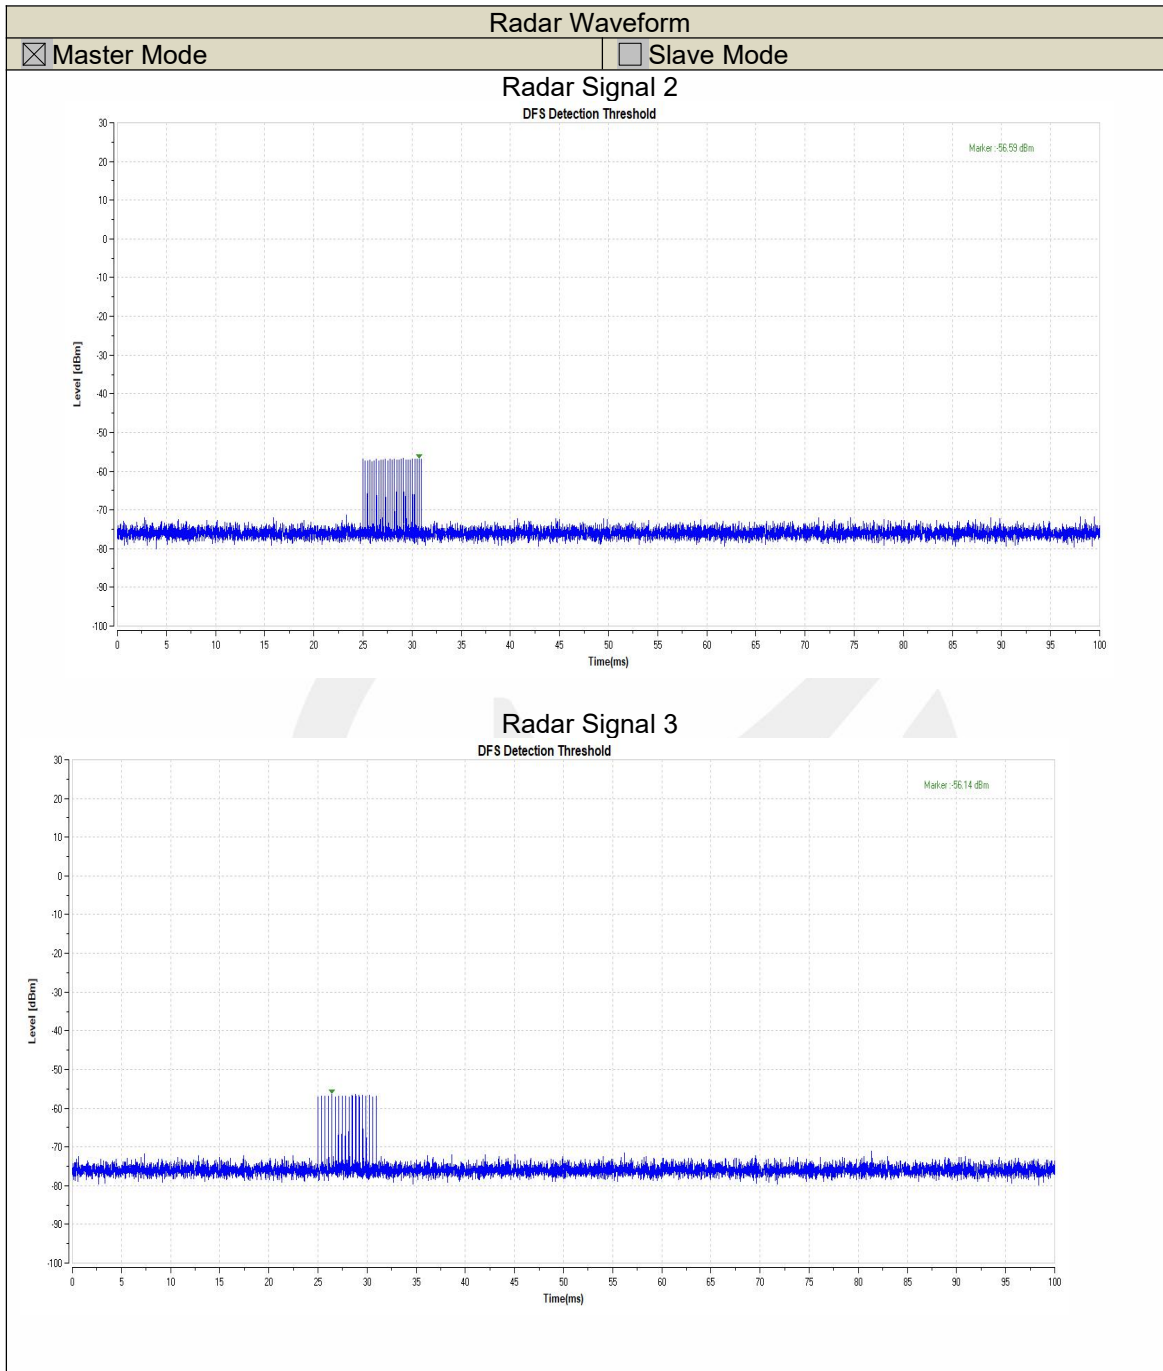 Radar Waveform
☒ Master Mode ☐ Slave Mode
Radar Signal 2
DFS Detection Threshold
Marker :-56.59 dBm
30
20
10
0
-10
-20
-30
-40
-50
-60
-70
-80
-90
-100
Level [dBm]
0 5 10 15 20 25 30 35 40 45 50 55 60 65 70 75 80 85 90 95 100
Time(ms)
Radar Signal 3
DFS Detection Threshold
Marker :-56.14 dBm
30
20
10
0
-10
-20
-30
-40
-50
-60
-70
-80
-90
-100
Level [dBm]
0 5 10 15 20 25 30 35 40 45 50 55 60 65 70 75 80 85 90 95 100
Time(ms)